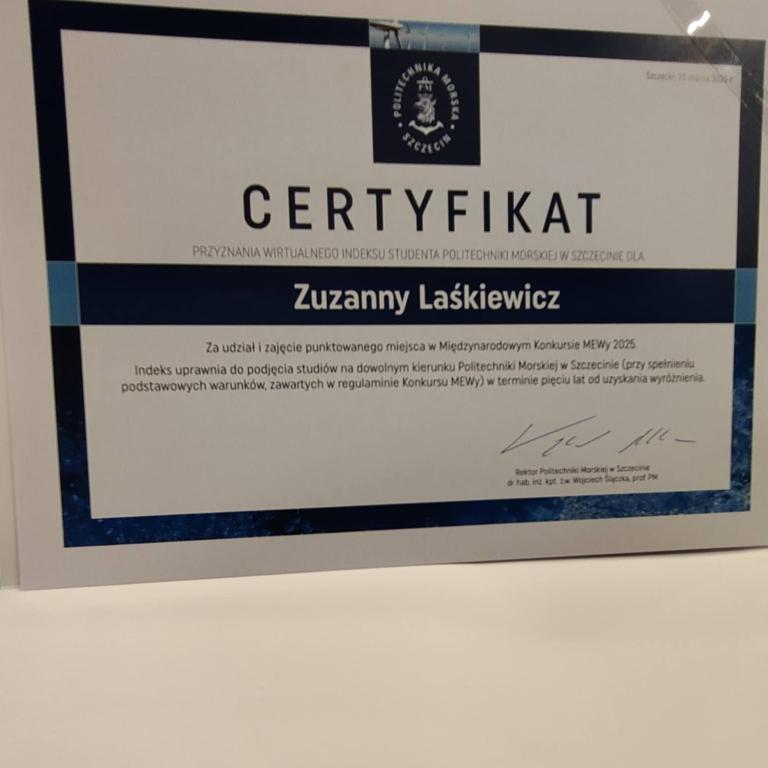 POLITECHNIKA MORSKA
SZCZECIN
Szczecin, marca
CERTYFIKAT
PRZYZNANIA WIRTUALNEGO INDEKSU STUDENTA POLITECHNIKI MORSKIEJ W SZCZECINIE DLA
Zuzanny Laśkiewicz
Za udział i zajęcie punktowanego miejsca w Międzynarodowym Konkursie MEWy 2025.
Indeks uprawnia do podjęcia studiów na dowolnym kierunku Politechniki Morskiej w Szczecinie (przy spełnieniu
podstawowych warunków, zawartych w regulaminie Konkursu MEWy) w terminie pięciu lat od uzyskania wyróżnienia.
Rektor Politechniki Morskiej w Szczecinie
dr hab. inż. kpt. ż.w. Wojciech Ślączka, prof. PM